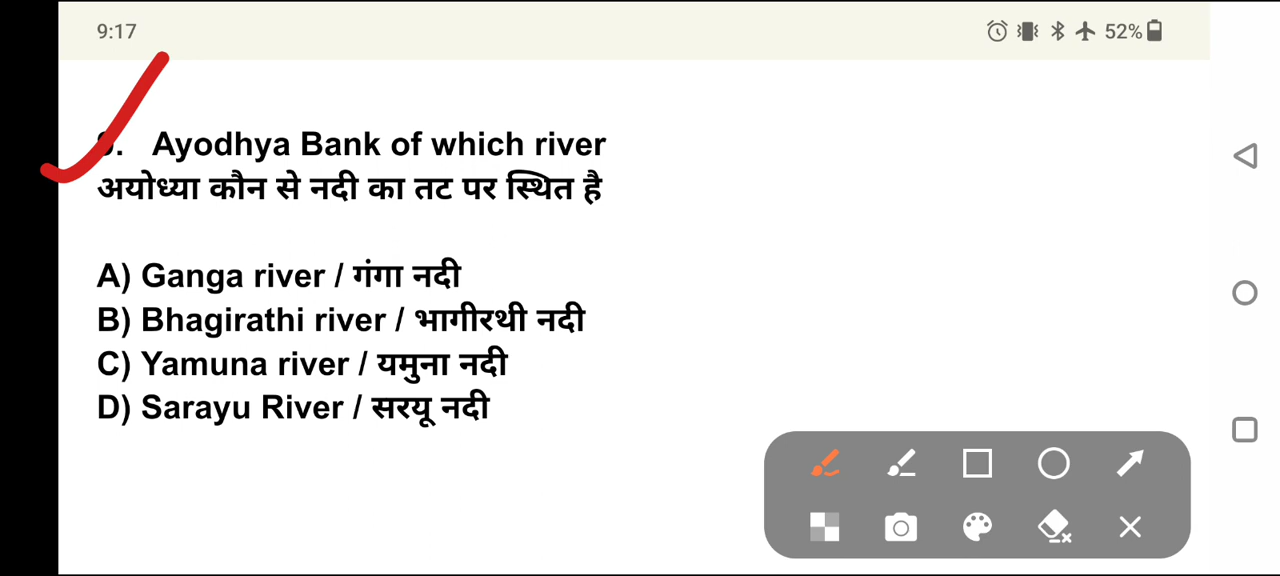 9:17
52%
. Ayodhya Bank of which river
अयोध्या कौन से नदी का तट पर स्थित है
A) Ganga river / गंगा नदी
B) Bhagirathi river / भागीरथी नदी
C) Yamuna river / यमुना नदी
D) Sarayu River / सरयू नदी